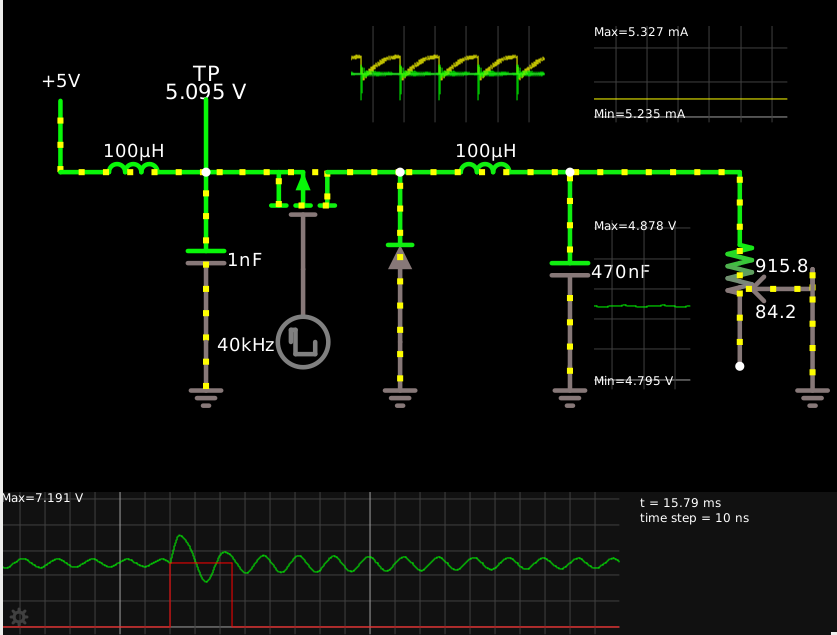 Max=5.327 mA
TP
+5V
5.095 V
Min=5.235 mA
100µH
100µH
Max=4.878 V
1nF
470nF
915.8
84.2
40kHz
Min=4.795 V
Max=7.191 V
t = 15.79 ms
time step = 10 ns